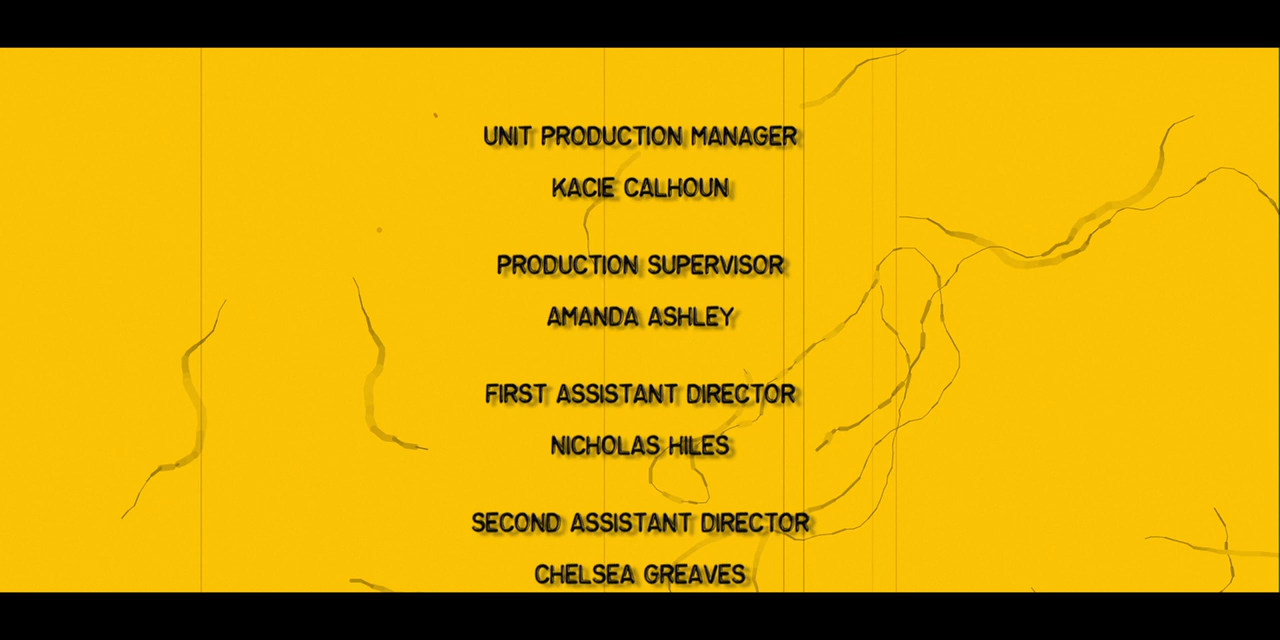 UNIT PRODUCTION MANAGER
KACIE CALHOUN
PRODUCTION SUPERVISOR
AMANDA ASHLEY
FIRST ASSISTANT DIRECTOR
NICHOLAS HILES
SECOND ASSISTANT DIRECTOR
CHELSEA GREAVES